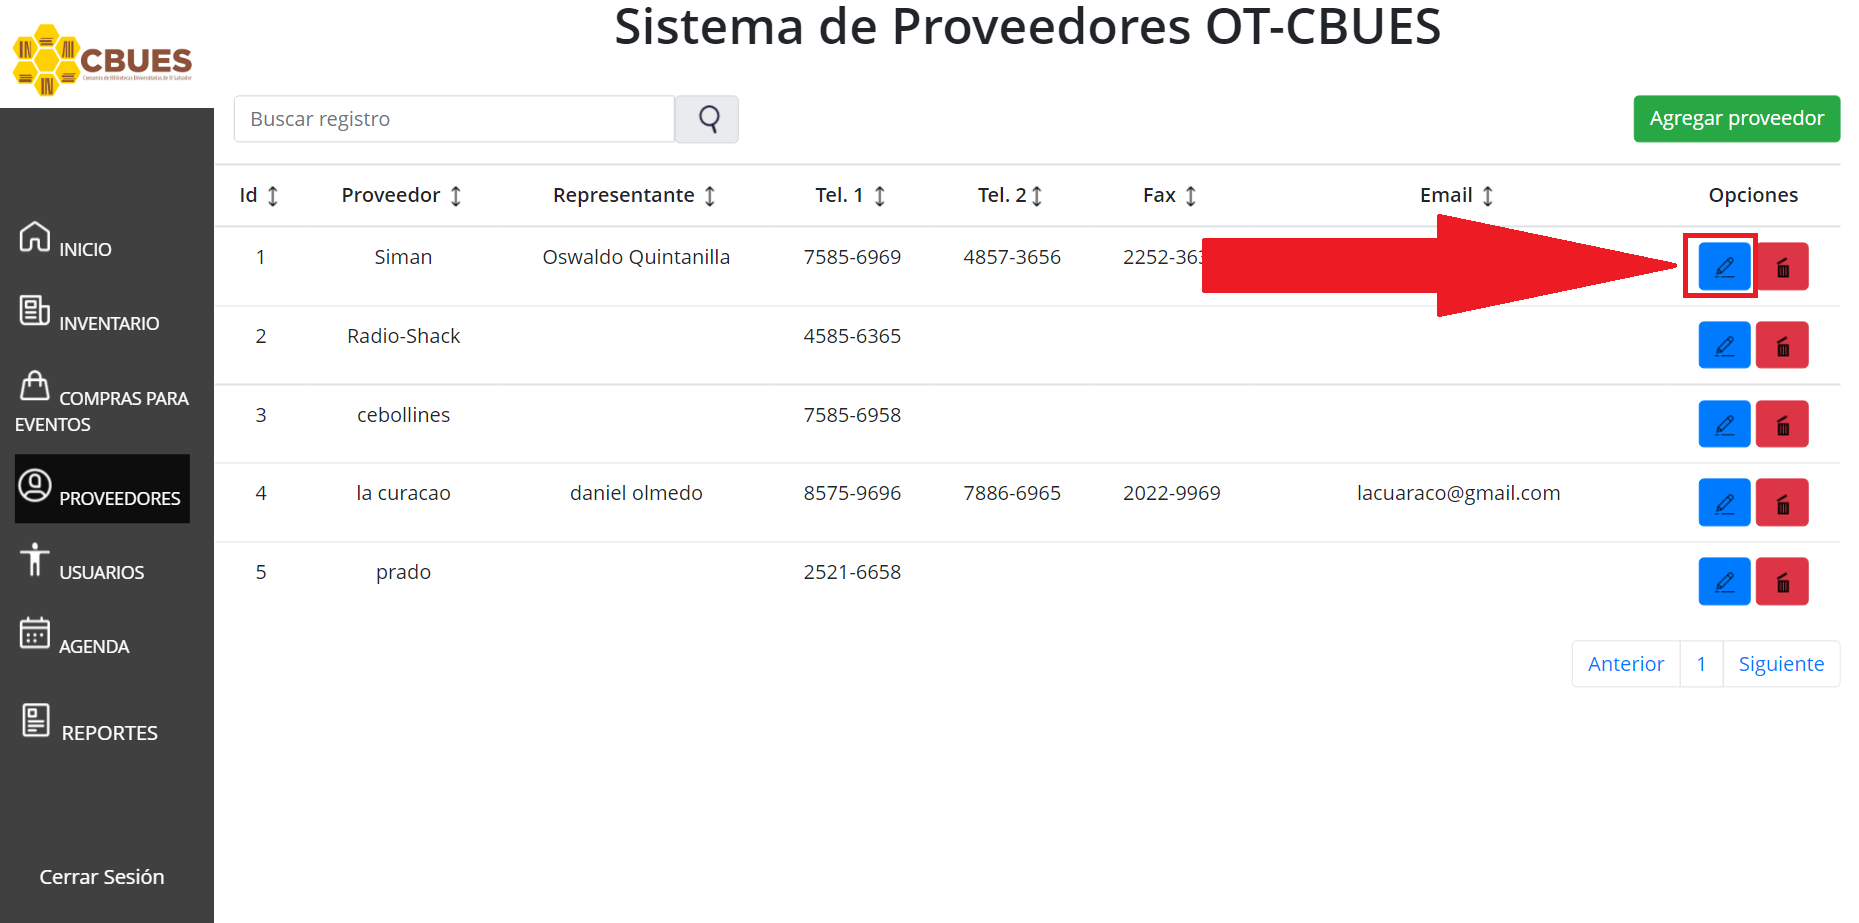 Sistema de Proveedores OT-CBUES
CBUES
Consorcio de Bibliotecas Universitarias de El Salvador
Buscar registro
Agregar proveedor
Id Proveedor Representante Tel. 1 Tel. 2 Fax Email Opciones
1 Siman Oswaldo Quintanilla 7585-6969 4857-3656
2 Radio-Shack 4585-6365
3 cebollines 7585-6958
4 la curacao daniel olmedo 8575-9696 7886-6965 2022-9969 lacuaraco@gmail.com
5 prado 2521-6658
Anterior 1 Siguiente
INICIO
INVENTARIO
COMPRAS PARA
EVENTOS
PROVEEDORES
USUARIOS
AGENDA
REPORTES
Cerrar Sesión